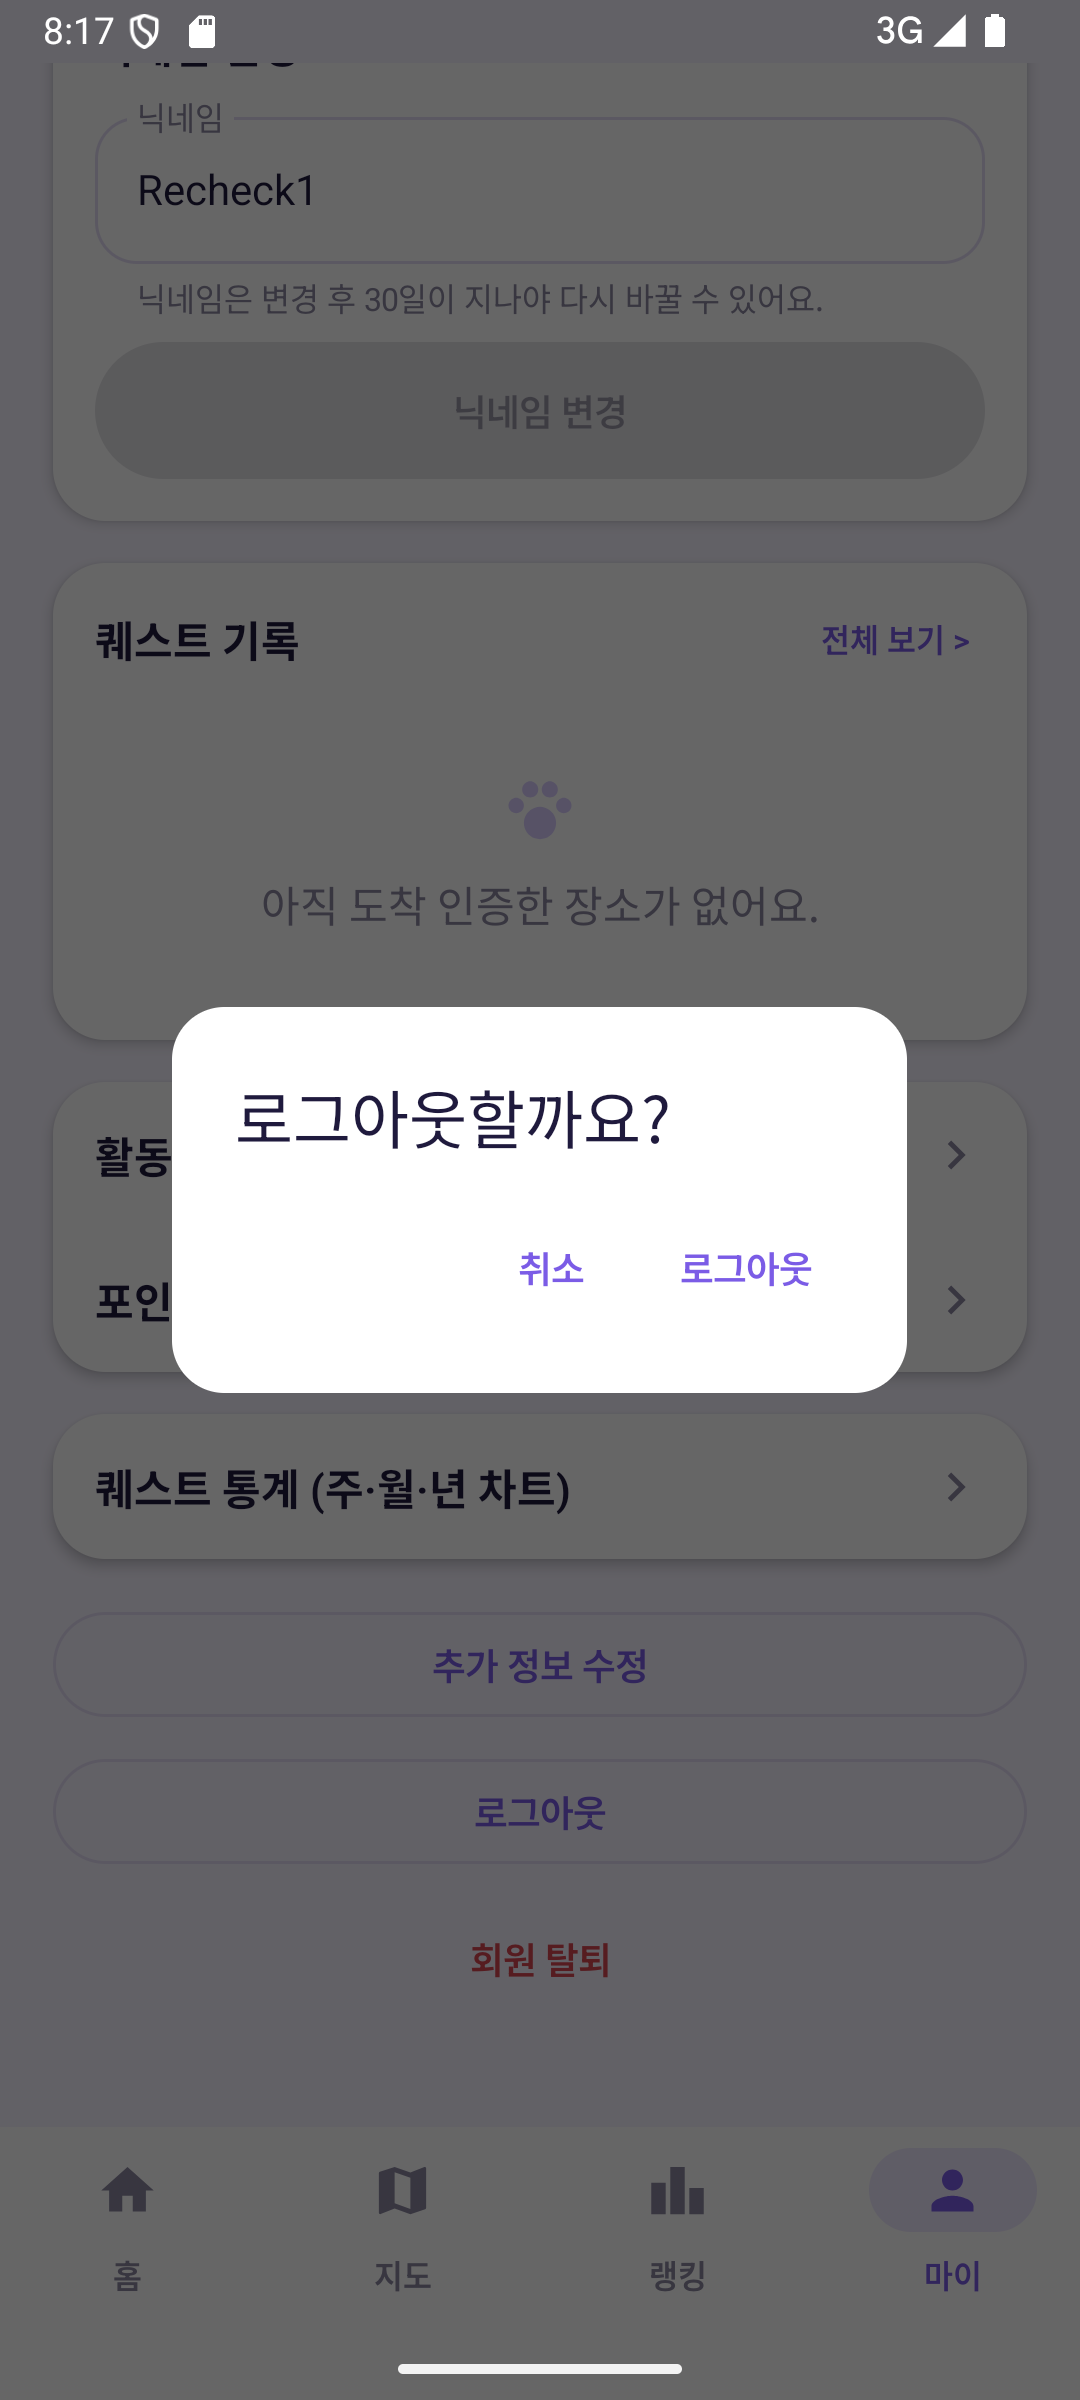 8:17
3G
닉네임
Recheck1
닉네임은 변경 후 30일이 지나야 다시 바꿀 수 있어요.
닉네임 변경
퀘스트 기록
전체 보기 >
아직 도착 인증한 장소가 없어요.
로그아웃할까요?
활동
취소
로그아웃
포인
퀘스트 통계 (주·월·년 차트)
추가 정보 수정
로그아웃
회원 탈퇴
홈
지도
랭킹
마이